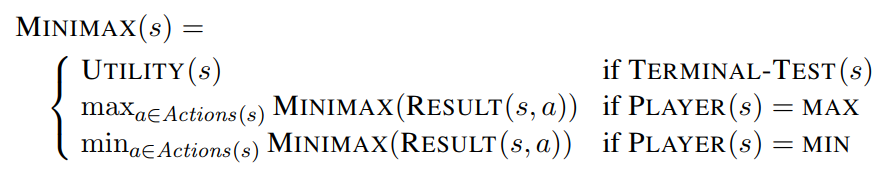 MINIMAX(s) =
UTILITY(s) if TERMINAL-TEST(s)
max_{a∈Actions(s)} MINIMAX(RESULT(s, a)) if PLAYER(s) = MAX
min_{a∈Actions(s)} MINIMAX(RESULT(s, a)) if PLAYER(s) = MIN